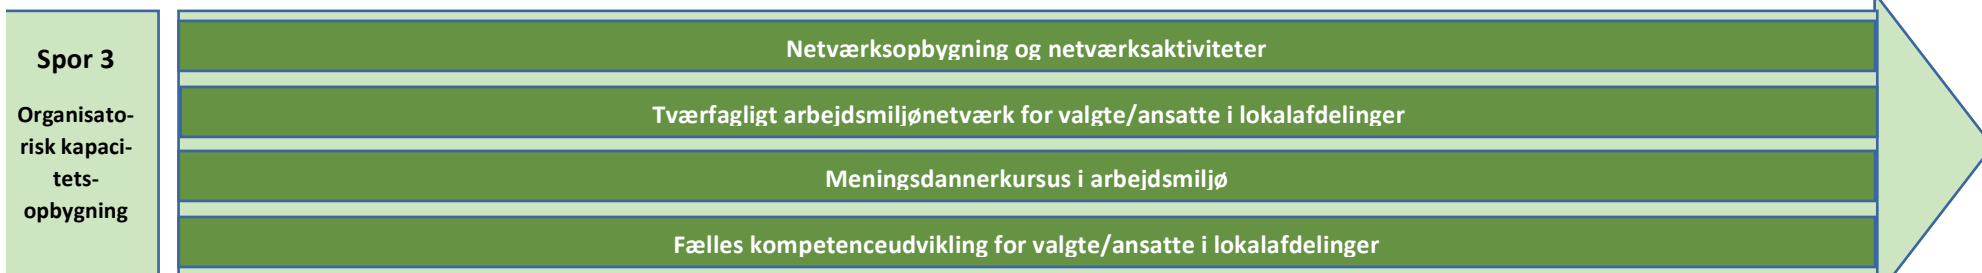 Spor 3
Organisato-
risk kapaci-
tets-
opbygning
Netværksopbygning og netværksaktiviteter
Tværfagligt arbejdsmiljønetværk for valgte/ansatte i lokalafdelinger
Meningsdannerkursus i arbejdsmiljø
Fælles kompetenceudvikling for valgte/ansatte i lokalafdelinger